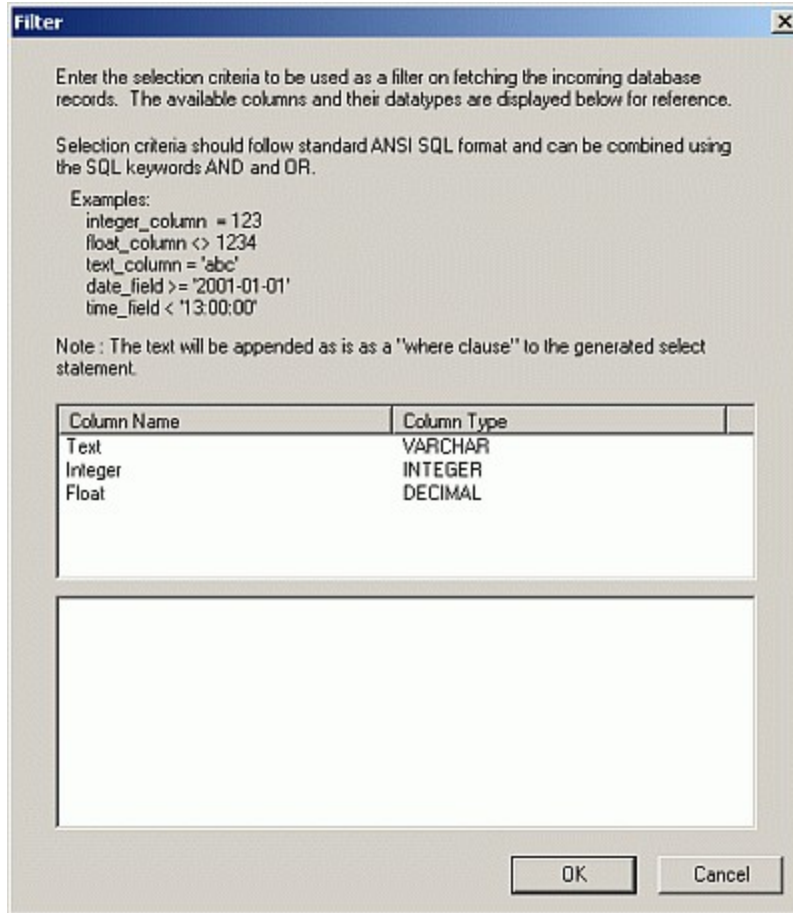 Filter
Enter the selection criteria to be used as a filter on fetching the incoming database
records. The available columns and their datatypes are displayed below for reference.
Selection criteria should follow standard ANSI SQL format and can be combined using
the SQL keywords AND and OR.
Examples:
integer_column = 123
float_column <> 1234
text_column = 'abc'
date_field >= '2001-01-01'
time_field < '13:00:00'
Note : The text will be appended as is as a "where clause" to the generated select
statement.
Column Name Column Type
Text VARCHAR
Integer INTEGER
Float DECIMAL
OK Cancel